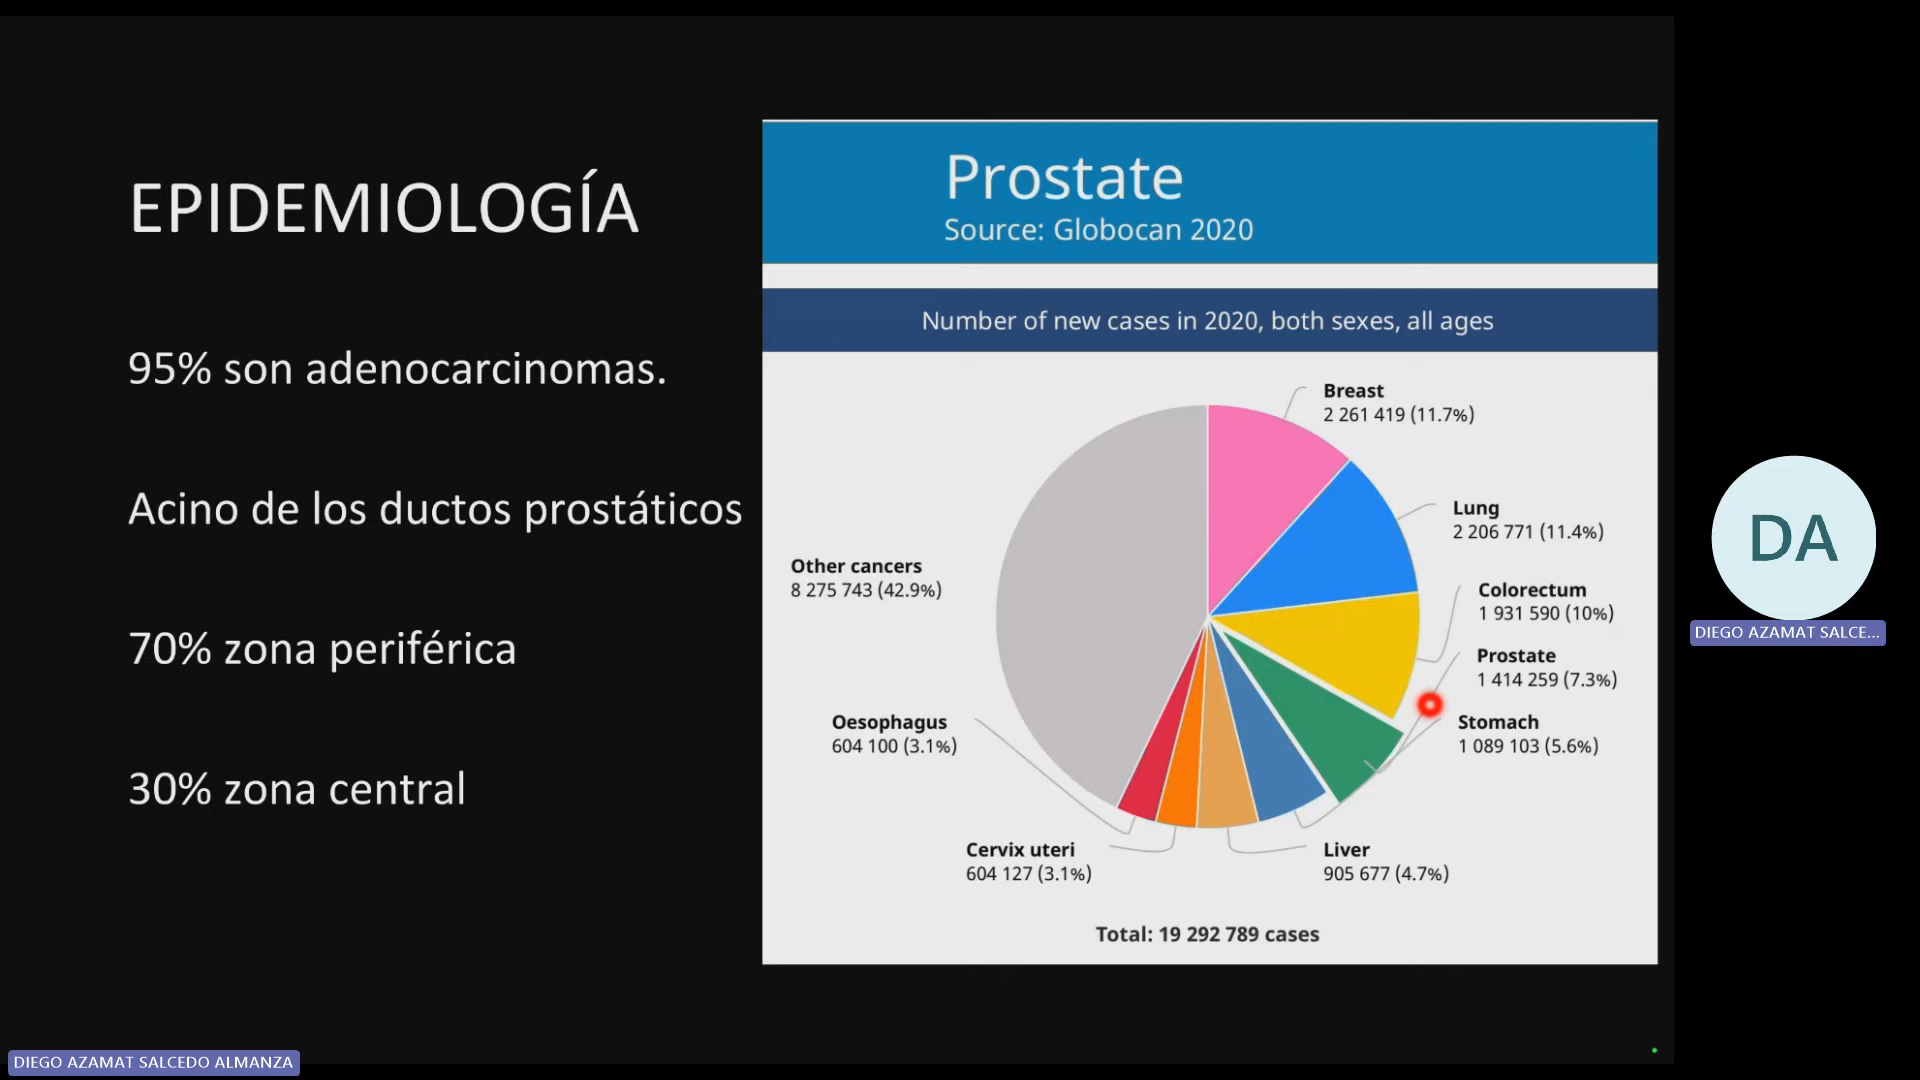 EPIDEMIOLOGÍA
95% son adenocarcinomas.
Acino de los ductos prostáticos
70% zona periférica
30% zona central
Prostate
Source: Globocan 2020
Number of new cases in 2020, both sexes, all ages
Breast
2 261 419 (11.7%)
Lung
2 206 771 (11.4%)
Colorectum
1 931 590 (10%)
Prostate
1 414 259 (7.3%)
Stomach
1 089 103 (5.6%)
Liver
905 677 (4.7%)
Cervix uteri
604 127 (3.1%)
Oesophagus
604 100 (3.1%)
Other cancers
8 275 743 (42.9%)
Total: 19 292 789 cases
DA
DIEGO AZAMAT SALCE...
DIEGO AZAMAT SALCEDO ALMANZA